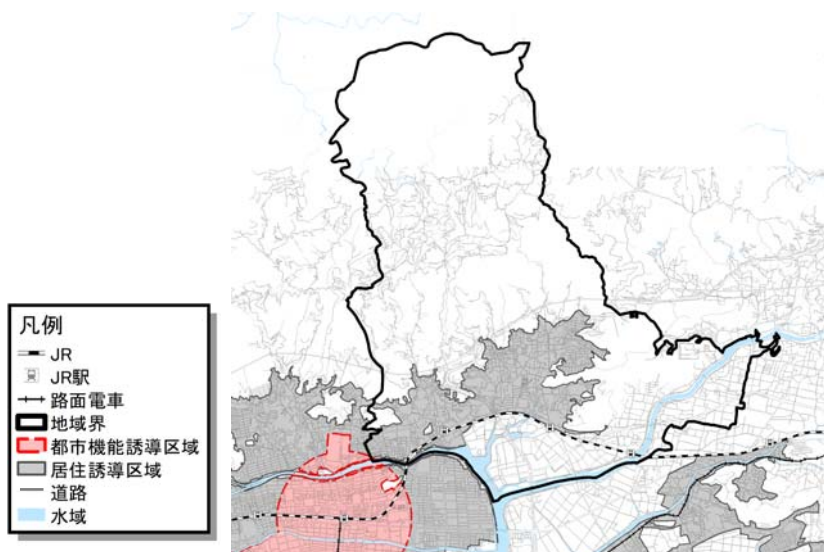 凡例
JR
JR駅
路面電車
地域界
都市機能誘導区域
居住誘導区域
道路
水域